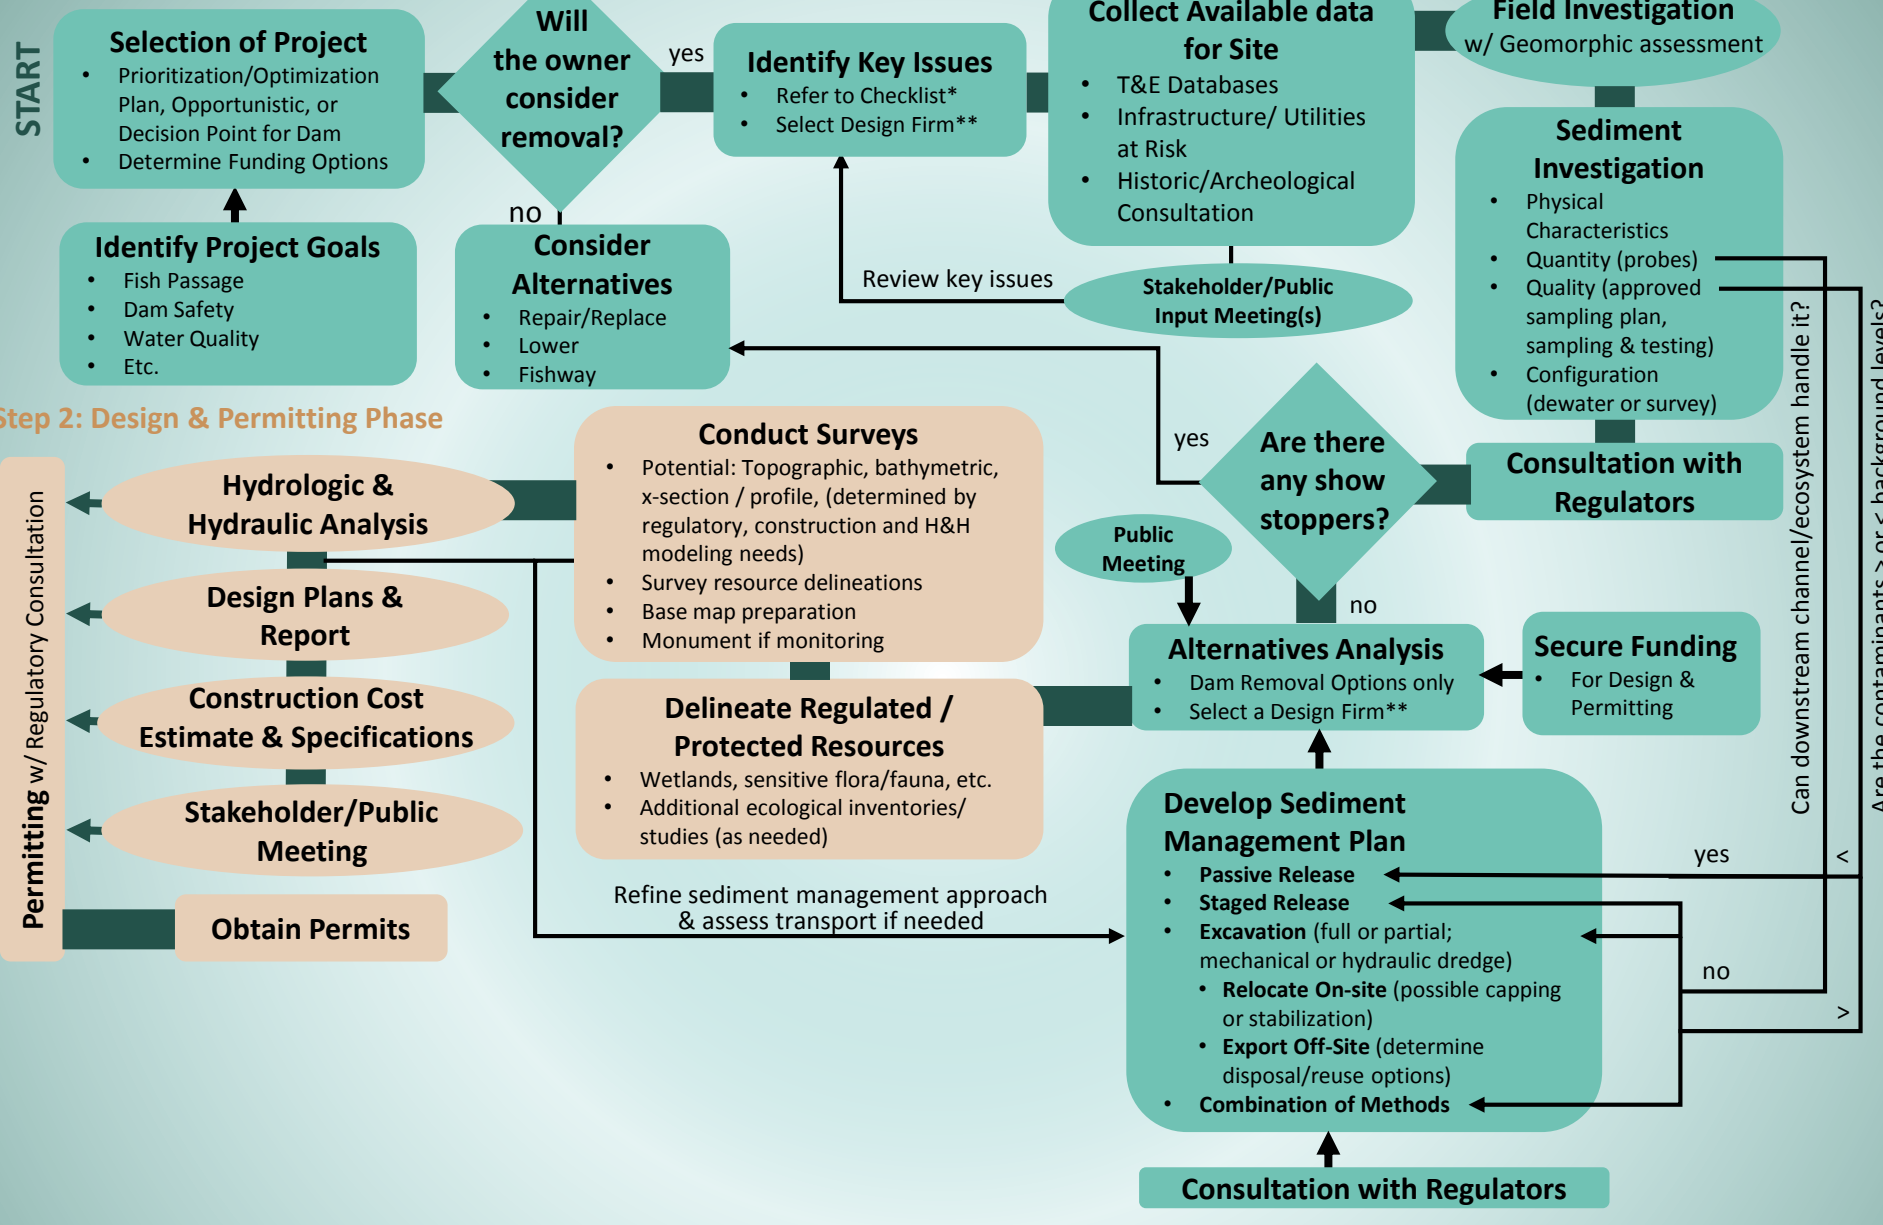 START
Selection of Project
• Prioritization/Optimization
Plan, Opportunistic, or
Decision Point for Dam
• Determine Funding Options
Identify Project Goals
• Fish Passage
• Dam Safety
• Water Quality
• Etc.
Will
the owner
consider
removal?
yes
no
Consider
Alternatives
• Repair/Replace
• Lower
• Fishway
Identify Key Issues
• Refer to Checklist*
• Select Design Firm**
Collect Available data
for Site
• T&E Databases
• Infrastructure/ Utilities
at Risk
• Historic/Archeological
Consultation
Review key issues
Stakeholder/Public
Input Meeting(s)
Field Investigation
w/ Geomorphic assessment
Sediment
Investigation
• Physical
Characteristics
• Quantity (probes)
• Quality (approved
sampling plan,
sampling & testing)
• Configuration
(dewater or survey)
Can downstream channel/ecosystem handle it?
Are the contaminants > or < background levels?
Consultation with
Regulators
Are there
any show
stoppers?
yes
no
Public
Meeting
Alternatives Analysis
• Dam Removal Options only
• Select a Design Firm**
Secure Funding
• For Design &
Permitting
Develop Sediment
Management Plan
• Passive Release
• Staged Release
• Excavation (full or partial;
mechanical or hydraulic dredge)
• Relocate On-site (possible capping
or stabilization)
• Export Off-Site (determine
disposal/reuse options)
• Combination of Methods
yes
<
no
>
Consultation with Regulators
Step 2: Design & Permitting Phase
Conduct Surveys
• Potential: Topographic, bathymetric,
x-section / profile, (determined by
regulatory, construction and H&H
modeling needs)
• Survey resource delineations
• Base map preparation
• Monument if monitoring
Delineate Regulated /
Protected Resources
• Wetlands, sensitive flora/fauna, etc.
• Additional ecological inventories/
studies (as needed)
Refine sediment management approach
& assess transport if needed
Hydrologic &
Hydraulic Analysis
Design Plans &
Report
Construction Cost
Estimate & Specifications
Stakeholder/Public
Meeting
Permitting w/ Regulatory Consultation
Obtain Permits